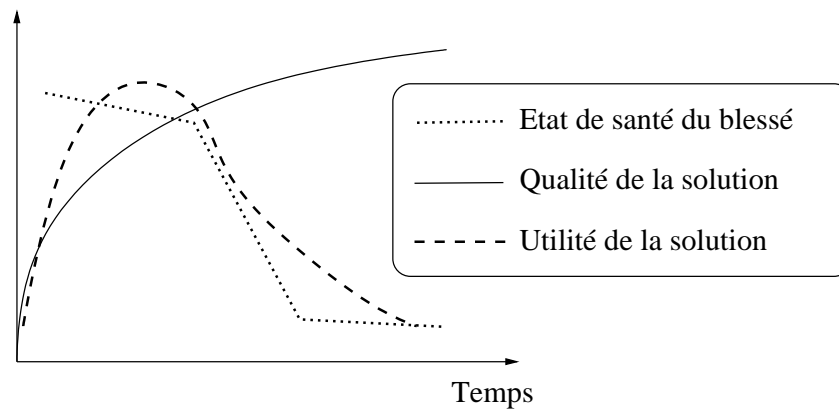 Etat de santé du blessé
Qualité de la solution
Utilité de la solution
Temps